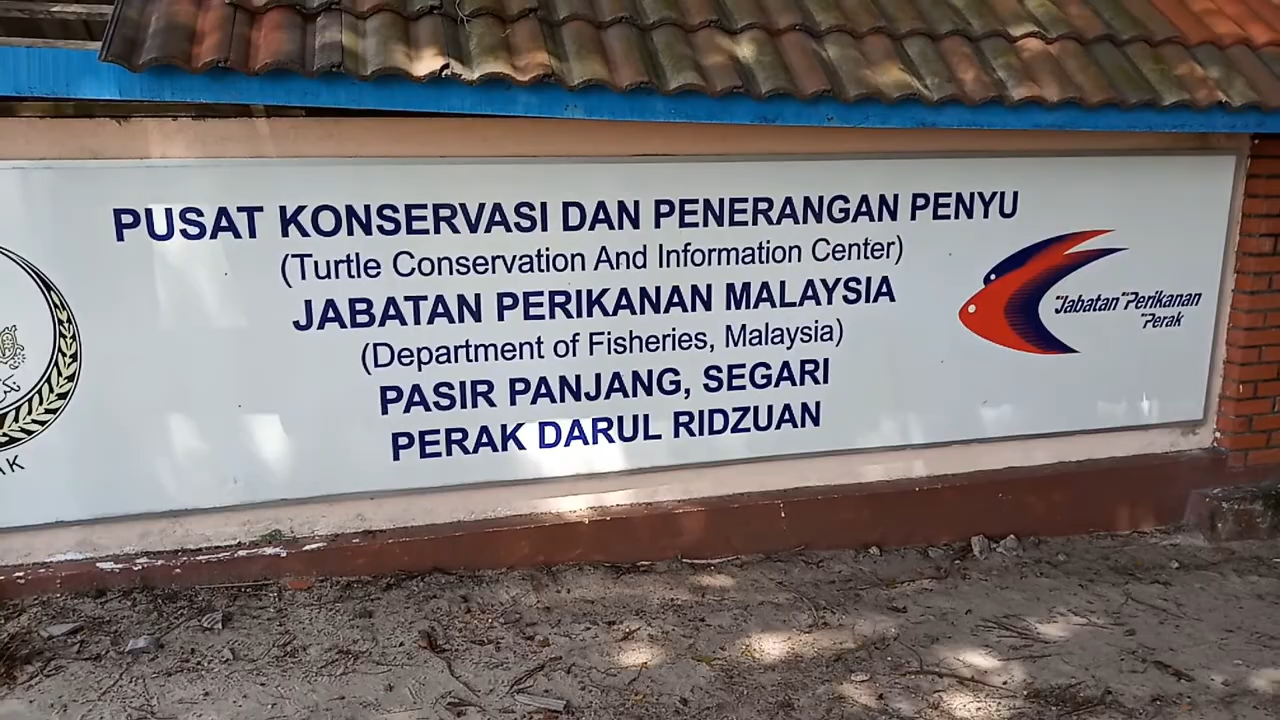 PUSAT KONSERVASI DAN PENERANGAN PENYU
(Turtle Conservation And Information Center)
JABATAN PERIKANAN MALAYSIA
(Department of Fisheries, Malaysia)
PASIR PANJANG, SEGARI
PERAK DARUL RIDZUAN
Jabatan Perikanan
Perak